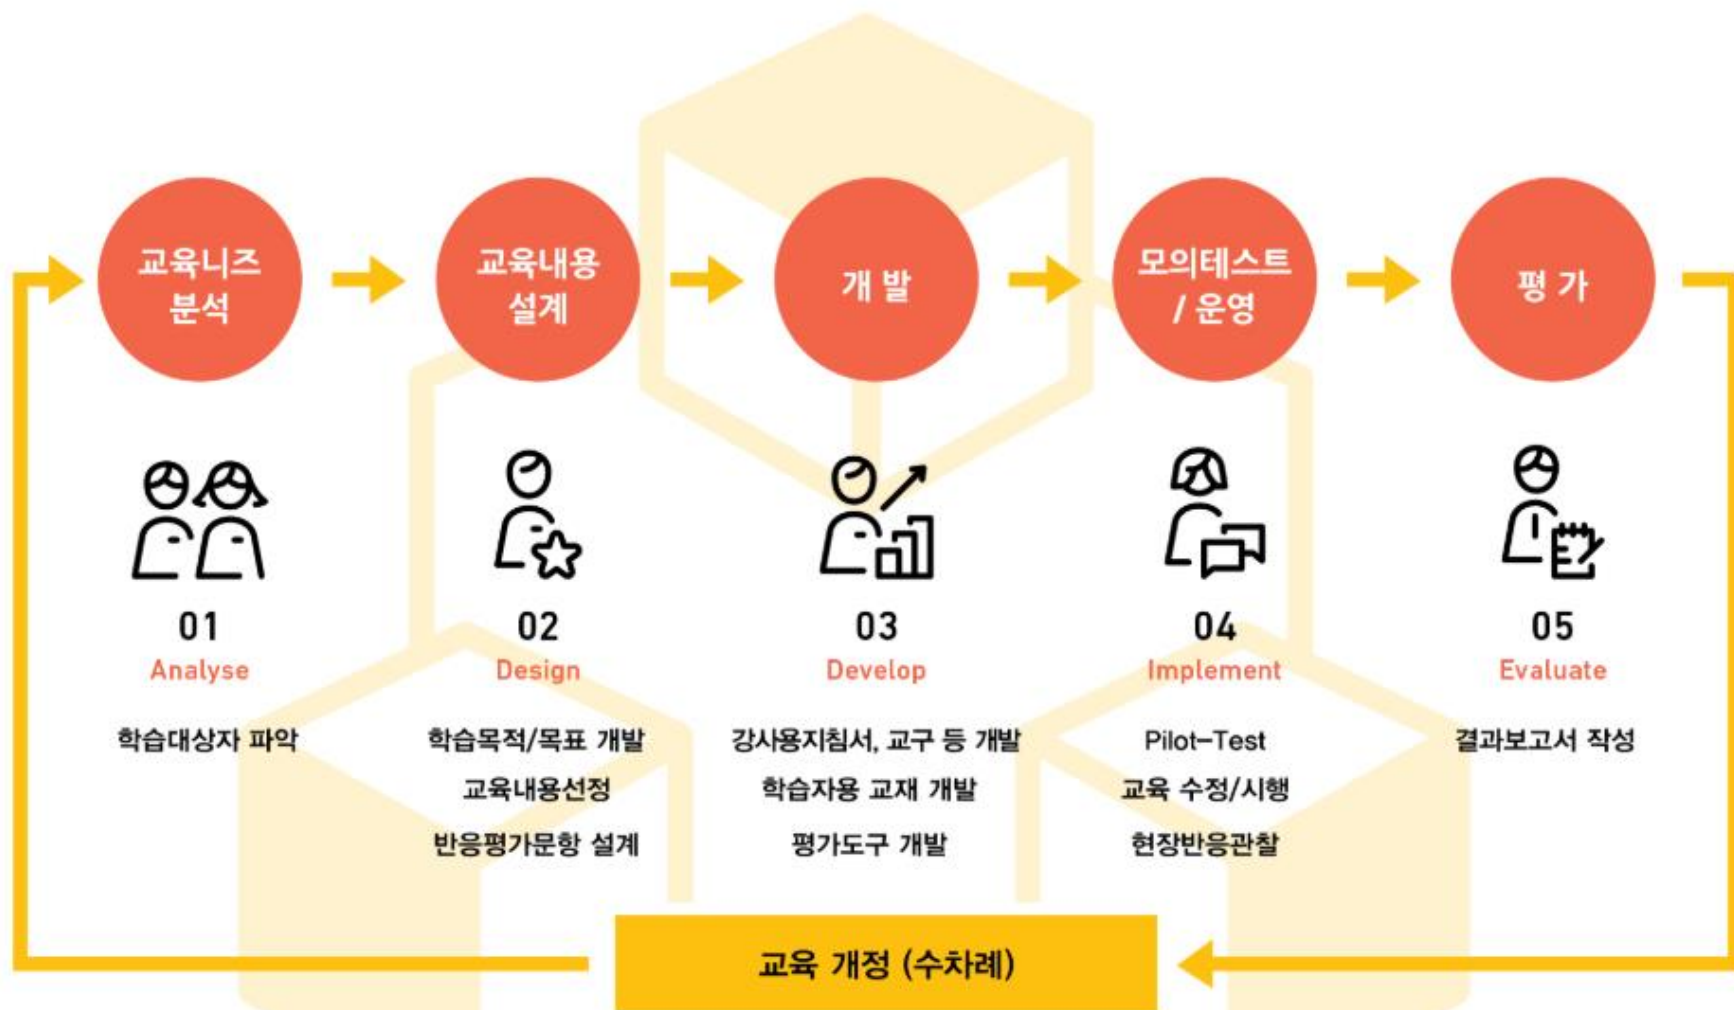 교육니즈
분석
교육내용
설계
개 발
모의테스트
/ 운영
평 가
01
Analyse
학습대상자 파악
02
Design
학습목적/목표 개발
교육내용선정
반응평가문항 설계
03
Develop
강사용지침서, 교구 등 개발
학습자용 교재 개발
평가도구 개발
04
Implement
Pilot-Test
교육 수정/시행
현장반응관찰
05
Evaluate
결과보고서 작성
교육 개정 (수차례)